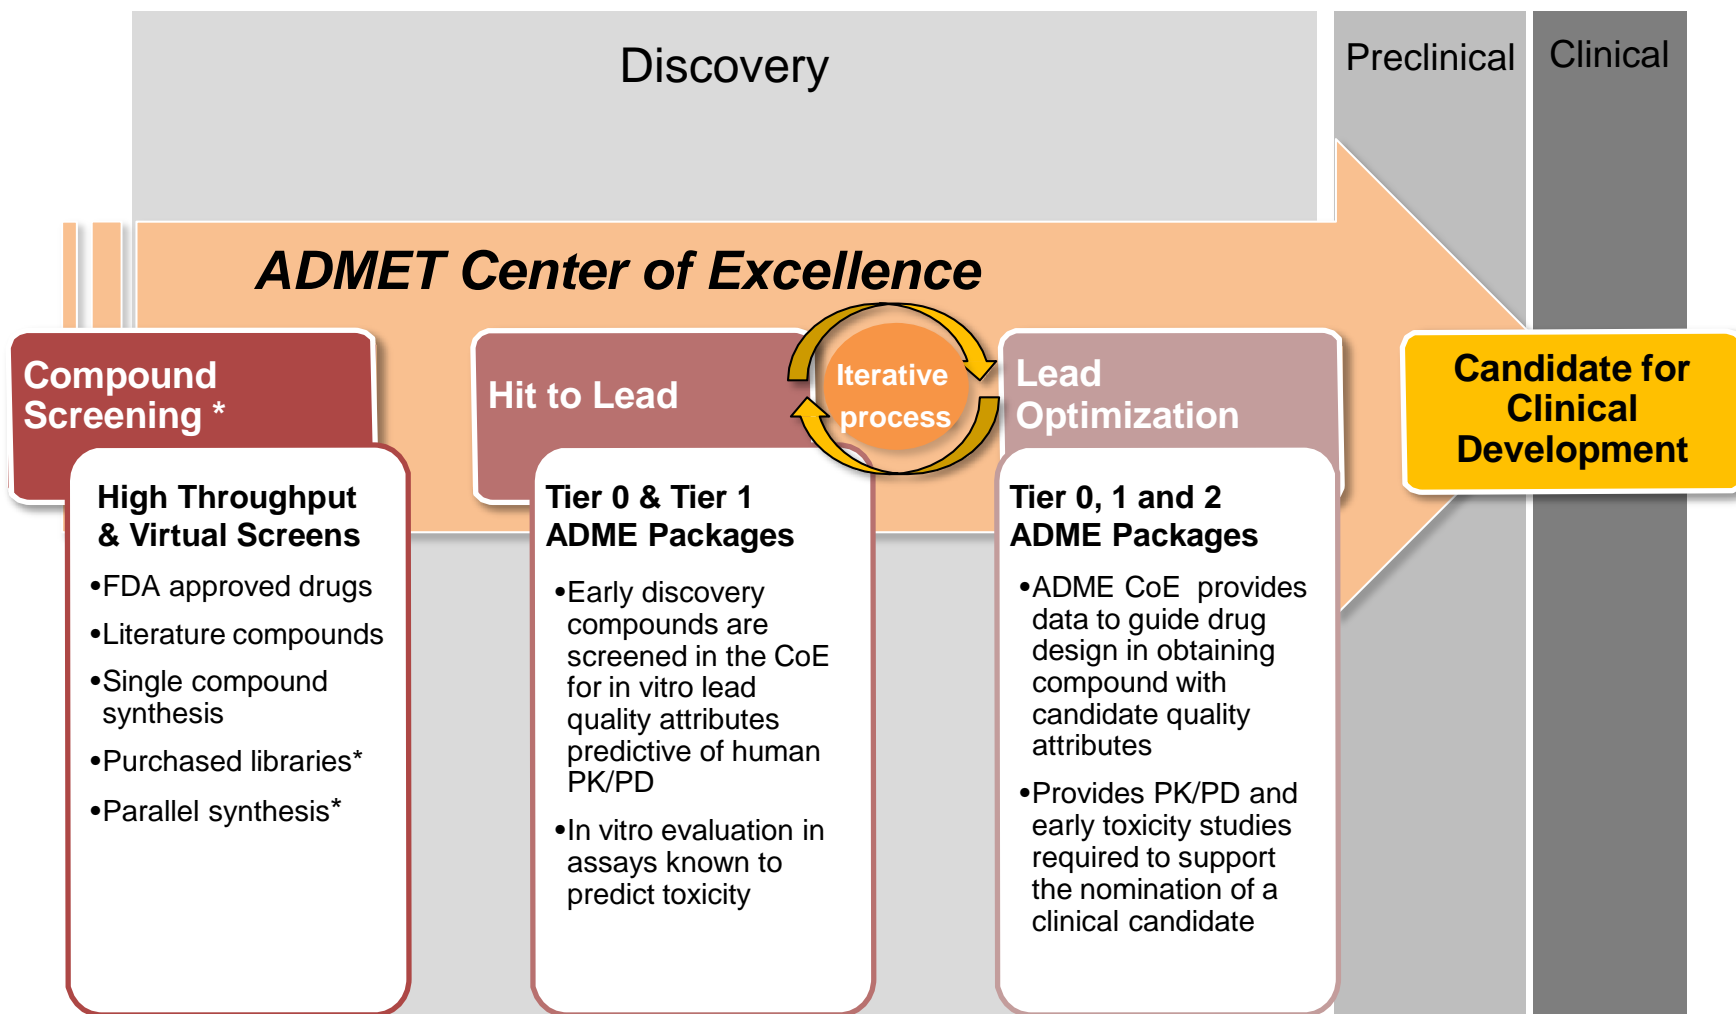 Discovery
Preclinical
Clinical
ADMET Center of Excellence
Compound
Screening *
Hit to Lead
Iterative
process
Lead
Optimization
Candidate for
Clinical
Development
High Throughput
& Virtual Screens
•FDA approved drugs
•Literature compounds
•Single compound
synthesis
•Purchased libraries*
•Parallel synthesis*
Tier 0 & Tier 1
ADME Packages
•Early discovery
compounds are
screened in the CoE
for in vitro lead
quality attributes
predictive of human
PK/PD
•In vitro evaluation in
assays known to
predict toxicity
Tier 0, 1 and 2
ADME Packages
•ADME CoE provides
data to guide drug
design in obtaining
compound with
candidate quality
attributes
•Provides PK/PD and
early toxicity studies
required to support
the nomination of a
clinical candidate